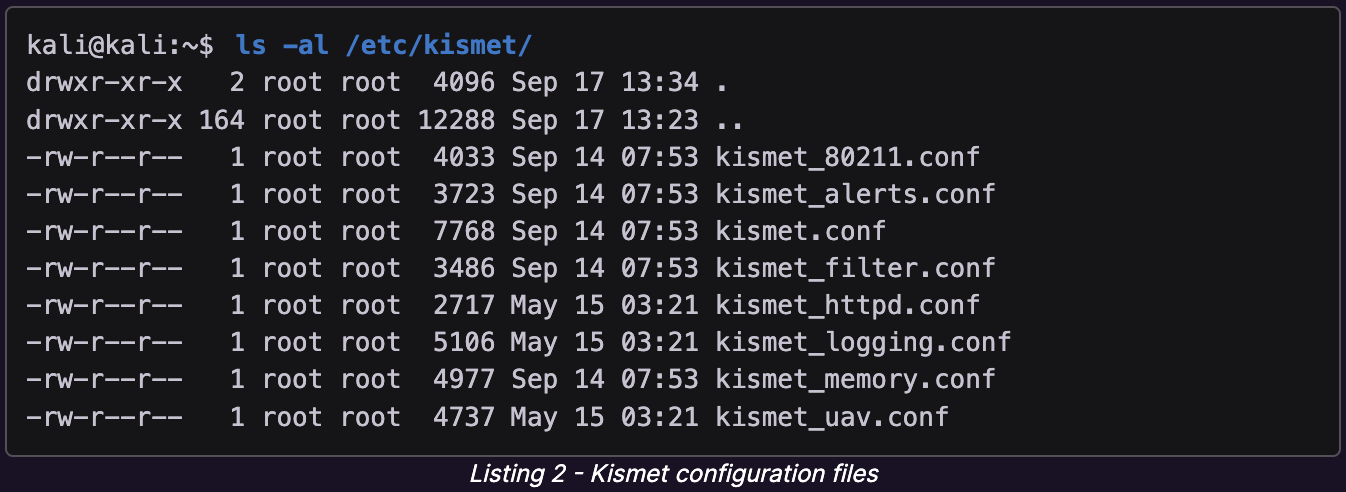 kali@kali:~$ ls -al /etc/kismet/
drwxr-xr-x   2 root root  4096 Sep 17 13:34 .
drwxr-xr-x 164 root root 12288 Sep 17 13:23 ..
-rw-r--r--   1 root root  4033 Sep 14 07:53 kismet_80211.conf
-rw-r--r--   1 root root  3723 Sep 14 07:53 kismet_alerts.conf
-rw-r--r--   1 root root  7768 Sep 14 07:53 kismet.conf
-rw-r--r--   1 root root  3486 Sep 14 07:53 kismet_filter.conf
-rw-r--r--   1 root root  2717 May 15 03:21 kismet_httpd.conf
-rw-r--r--   1 root root  5106 May 15 03:21 kismet_logging.conf
-rw-r--r--   1 root root  4977 Sep 14 07:53 kismet_memory.conf
-rw-r--r--   1 root root  4737 May 15 03:21 kismet_uav.conf
Listing 2 - Kismet configuration files